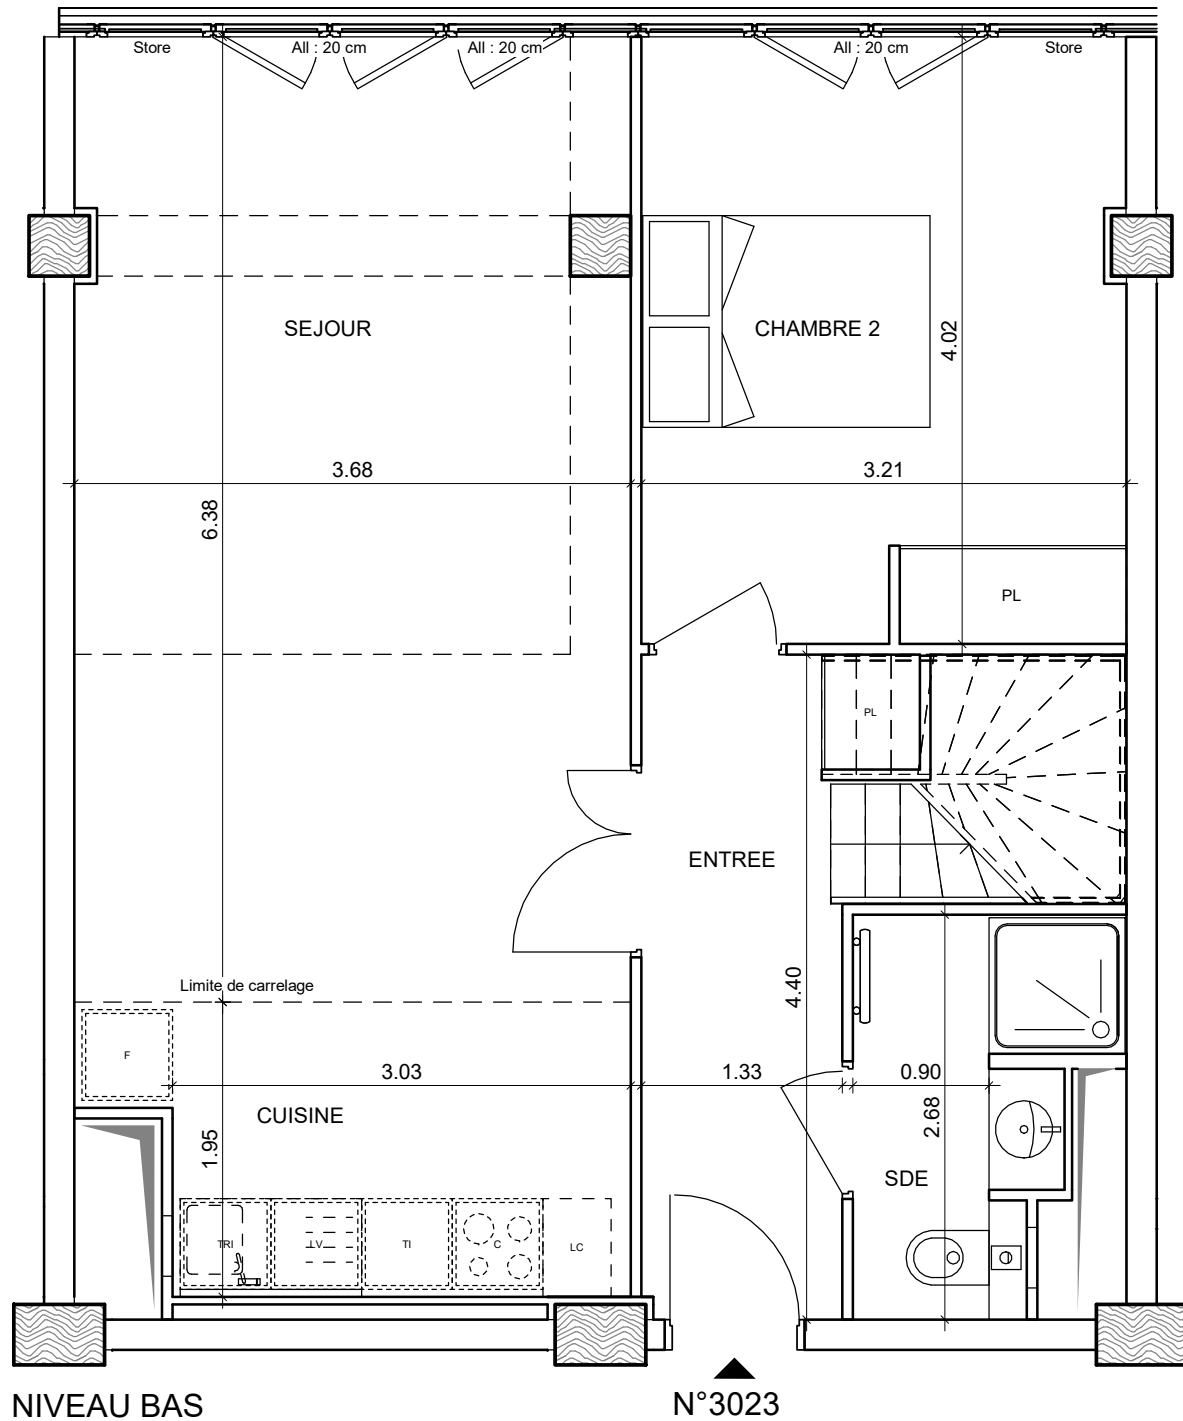 Store
All : 20 cm
All : 20 cm
All : 20 cm
Store
SEJOUR
CHAMBRE 2
4.02
3.68
3.21
6.38
PL
PL
ENTREE
Limite de carrelage
4.40
F
3.03
1.33
0.90
2.68
CUISINE
1.95
SDE
TRI
LV
TI
C
LC
NIVEAU BAS
N°3023